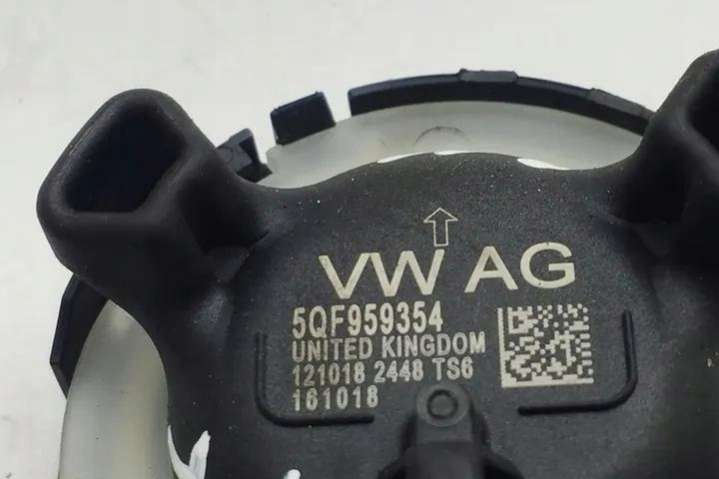 VW AG
5QF959354
UNITED KINGDOM
121018 2448 TS6
161018